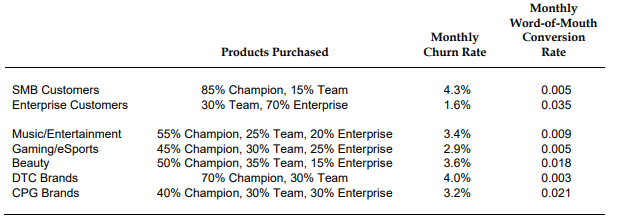 Monthly
Word-of-Mouth
Monthly Conversion
Products Purchased Churn Rate Rate
SMB Customers 85% Champion, 15% Team 4.3% 0.005
Enterprise Customers 30% Team, 70% Enterprise 1.6% 0.035
Music/Entertainment 55% Champion, 25% Team, 20% Enterprise 3.4% 0.009
Gaming/eSports 45% Champion, 30% Team, 25% Enterprise 2.9% 0.005
Beauty 50% Champion, 35% Team, 15% Enterprise 3.6% 0.018
DTC Brands 70% Champion, 30% Team 4.0% 0.003
CPG Brands 40% Champion, 30% Team, 30% Enterprise 3.2% 0.021